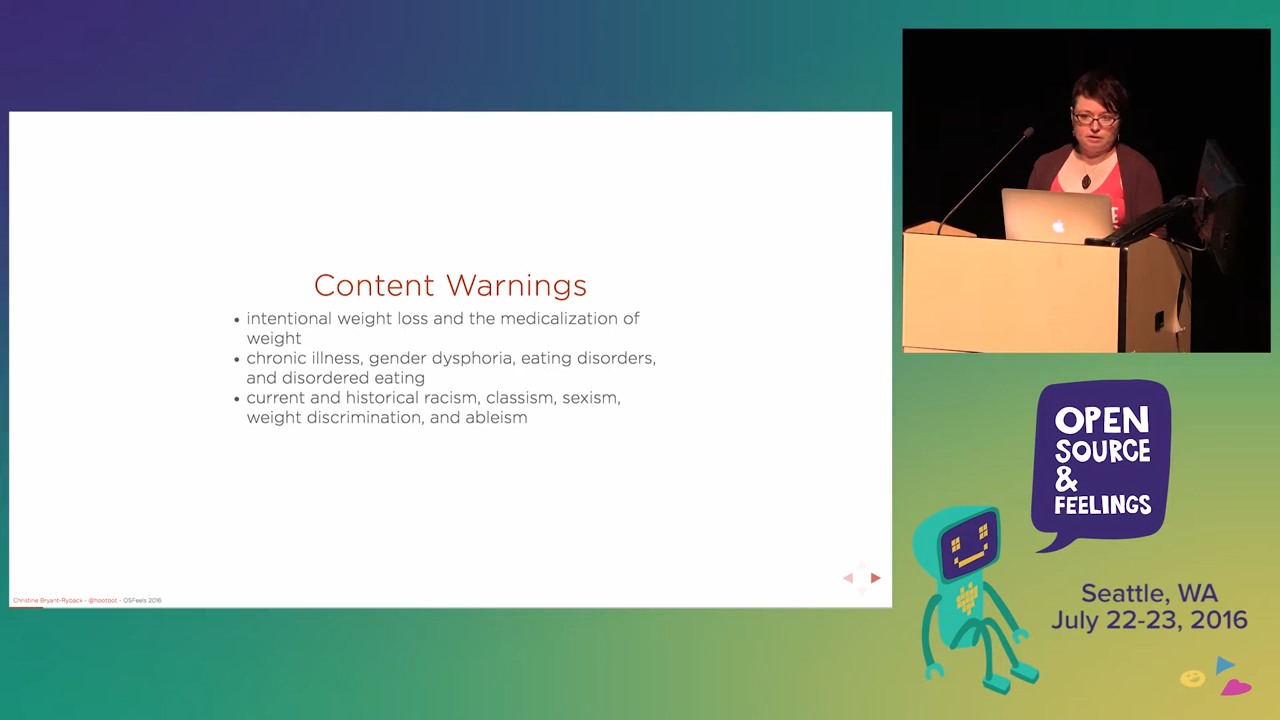 Content Warnings
• intentional weight loss and the medicalization of
weight
• chronic illness, gender dysphoria, eating disorders,
and disordered eating
• current and historical racism, classism, sexism,
weight discrimination, and ableism
Christine Bryant-Ryback - @hootbot - OSFeels 2016
OPEN
SOURCE
&
FEELINGS
Seattle, WA
July 22-23, 2016